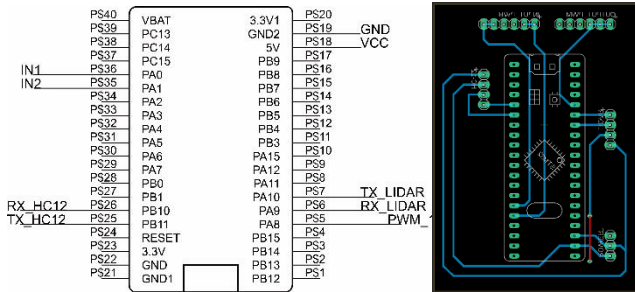 PS40 VBAT 3.3V1 PS20
PS39 PC13 GND2 PS19 GND
PS38 PC14 5V PS18 VCC
PS37 PC15 PB9 PS17
IN1 PS36 PA0 PB8 PS16
IN2 PS35 PA1 PB7 PS15
PS34 PA2 PB6 PS14
PS33 PA3 PB5 PS13
PS32 PA4 PB4 PS12
PS31 PA5 PB3 PS11
PS30 PA6 PA15 PS10
PS29 PA7 PA12 PS9
PS28 PB0 PA11 PS8
PS27 PB1 PA10 PS7 TX_LIDAR
RX_HC12 PS26 PB10 PA9 PS6 RX_LIDAR
TX_HC12 PS25 PB11 PA8 PS5 PWM_
PS24 RESET PB15 PS4
PS23 3.3V PB14 PS3
PS22 GND PB13 PS2
PS21 GND1 PB12 PS1